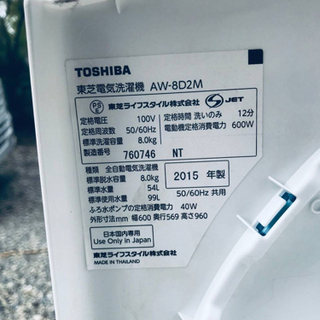 TOSHIBA
東芝電気洗濯機 AW-8D2M
PS E 東芝ライフスタイル株式会社 S JET
定格電圧 100V 定格時間 洗いのみ 12分
定格周波数 50/60Hz 電動機定格消費電力 600W
定格容量 8.0kg
製造番号 760746 NT
種類 全自動電気洗濯機 2015 年製
標準脱水容量 8.0kg
標準水量 54L 50/60Hz 共用
標準使用水量 99L
ふろ水ポンプの定格消費電力 40W
外形寸法mm 幅600 奥行569 高さ960
日本国内専用
Use Only in Japan
東芝ライフスタイル株式会社
MADE IN THAILAND